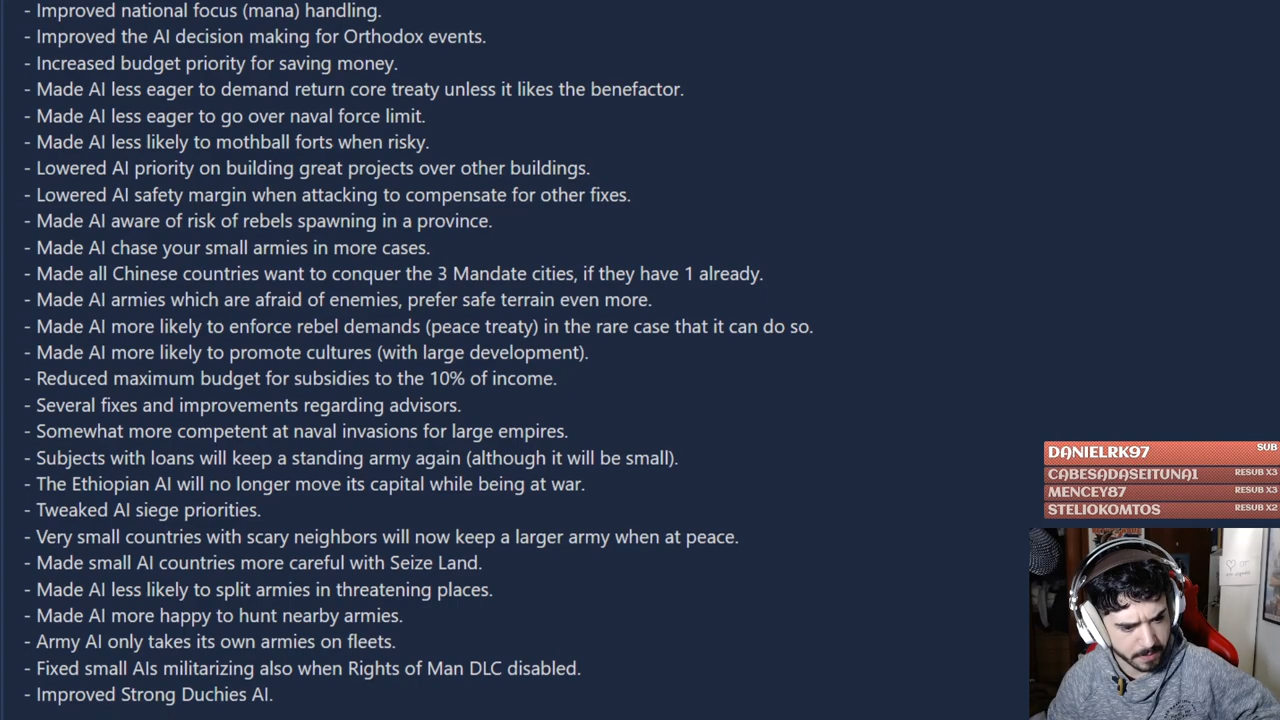 - Improved national focus (mana) handling.
- Improved the AI decision making for Orthodox events.
- Increased budget priority for saving money.
- Made AI less eager to demand return core treaty unless it likes the benefactor.
- Made AI less eager to go over naval force limit.
- Made AI less likely to mothball forts when risky.
- Lowered AI priority on building great projects over other buildings.
- Lowered AI safety margin when attacking to compensate for other fixes.
- Made AI aware of risk of rebels spawning in a province.
- Made AI chase your small armies in more cases.
- Made all Chinese countries want to conquer the 3 Mandate cities, if they have 1 already.
- Made AI armies which are afraid of enemies, prefer safe terrain even more.
- Made AI more likely to enforce rebel demands (peace treaty) in the rare case that it can do so.
- Made AI more likely to promote cultures (with large development).
- Reduced maximum budget for subsidies to the 10% of income.
- Several fixes and improvements regarding advisors.
- Somewhat more competent at naval invasions for large empires.
- Subjects with loans will keep a standing army again (although it will be small).
- The Ethiopian AI will no longer move its capital while being at war.
- Tweaked AI siege priorities.
- Very small countries with scary neighbors will now keep a larger army when at peace.
- Made small AI countries more careful with Seize Land.
- Made AI less likely to split armies in threatening places.
- Made AI more happy to hunt nearby armies.
- Army AI only takes its own armies on fleets.
- Fixed small AIs militarizing also when Rights of Man DLC disabled.
- Improved Strong Duchies AI.
DANIELRK97 SUB
CABESADASEITUNA1 RESUB X3
MENCEY87 RESUB X3
STELIOKOMTOS RESUB X2